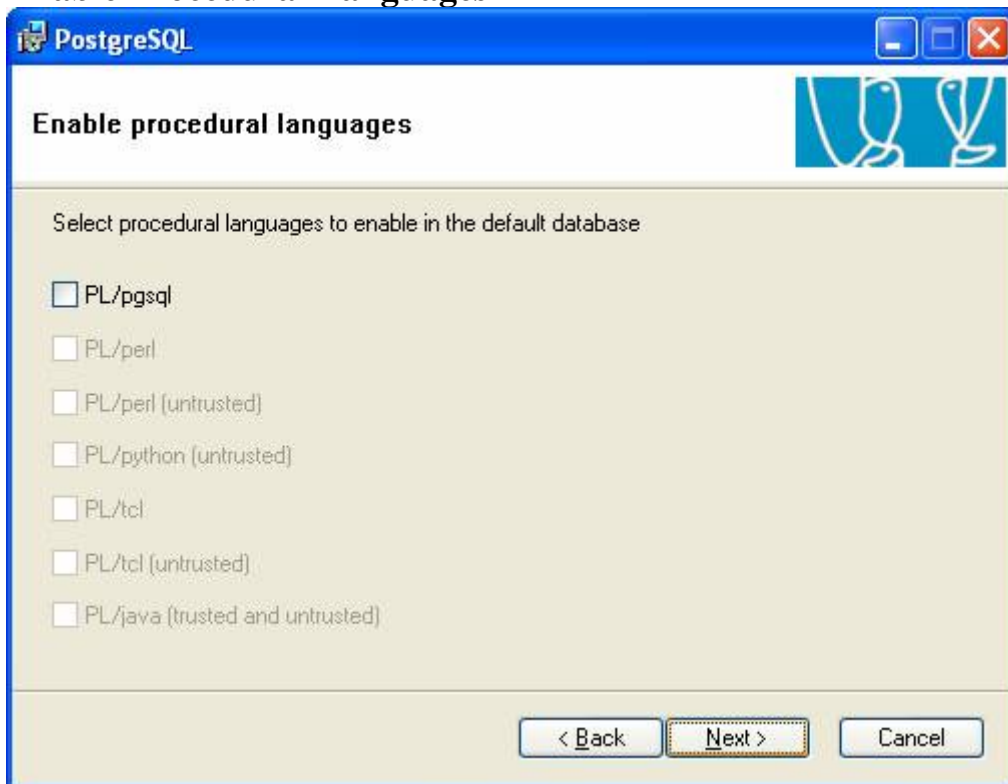 PostgreSQL
Enable procedural languages
Select procedural languages to enable in the default database
PL/pgsql
PL/perl
PL/perl (untrusted)
PL/python (untrusted)
PL/tcl
PL/tcl (untrusted)
PL/java (trusted and untrusted)
< Back Next > Cancel